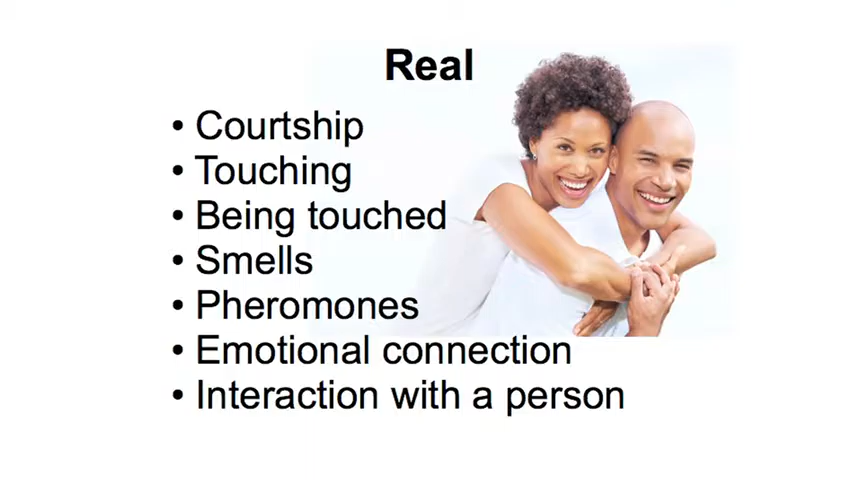 Real
• Courtship
• Touching
• Being touched
• Smells
• Pheromones
• Emotional connection
• Interaction with a person